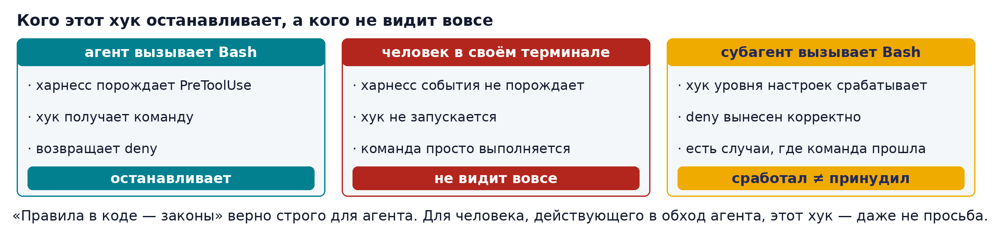 Кого этот хук останавливает, а кого не видит вовсе
агент вызывает Bash
· харнесс порождает PreToolUse
· хук получает команду
· возвращает deny
останавливает
человек в своём терминале
· харнесс события не порождает
· хук не запускается
· команда просто выполняется
не видит вовсе
субагент вызывает Bash
· хук уровня настроек срабатывает
· deny вынесен корректно
· есть случаи, где команда прошла
сработал ≠ принудил
«Правила в коде — законы» верно строго для агента. Для человека, действующего в обход агента, этот хук — даже не просьба.